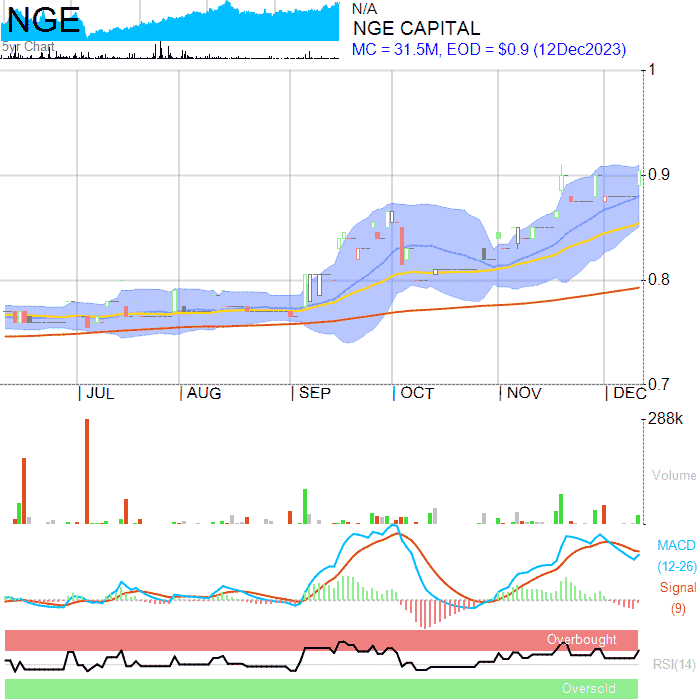 NGE
5yr Chart
N/A
NGE CAPITAL
MC = 31.5M, EOD = $0.9 (12Dec2023)
1
0.9
0.8
0.7
JUL AUG SEP OCT NOV DEC
288k
Volume
MACD
(12-26)
Signal
(9)
Overbought
RSI(14)
Oversold